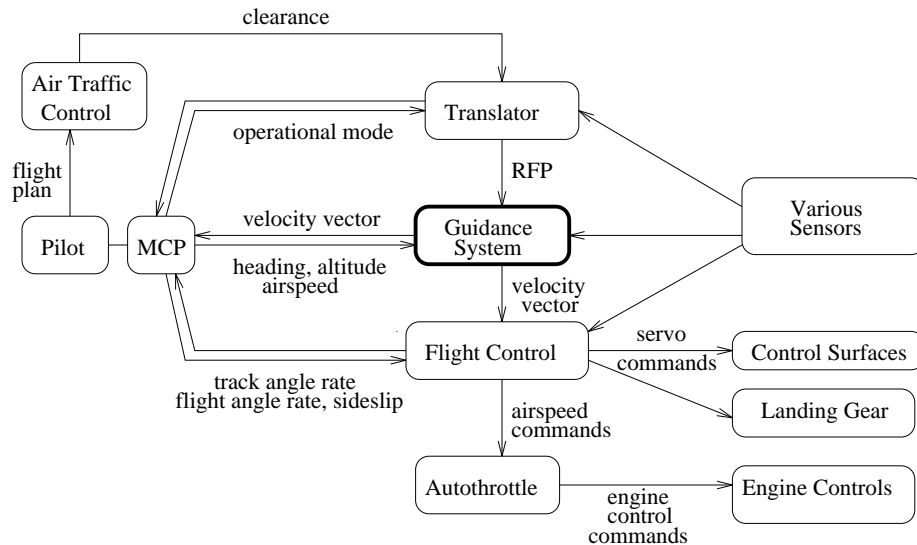 clearance
Air Traffic
Control
Translator
operational mode
flight
plan
RFP
Various
Sensors
Pilot
MCP
velocity vector
Guidance
System
heading, altitude
airspeed
velocity
vector
servo
commands
Flight Control
Control Surfaces
track angle rate
flight angle rate, sideslip
Landing Gear
airspeed
commands
Autothrottle
engine
control
commands
Engine Controls